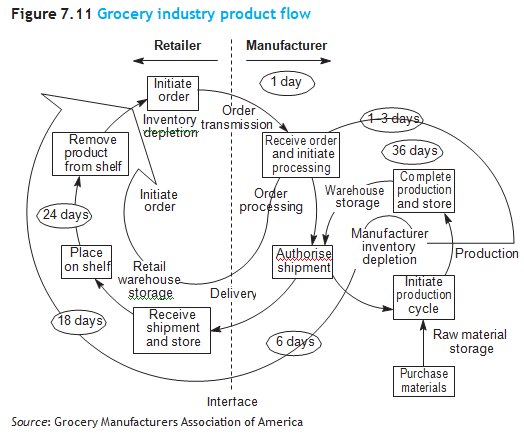 Figure 7.11 Grocery industry product flow
Retailer
Manufacturer
Initiate
order
1 day
Inventory
depletion
Order
transmission
1–3 days
Remove
product
from shelf
Receive order
and initiate
processing
36 days
Initiate
order
Order
processing
Warehouse
storage
Complete
production
and store
24 days
Manufacturer
inventory
depletion
Production
Place
on shelf
Retail
warehouse
storage
Authorise
shipment
Delivery
Initiate
production
cycle
Receive
shipment
and store
18 days
6 days
Raw material
storage
Purchase
materials
Interface
Source: Grocery Manufacturers Association of America